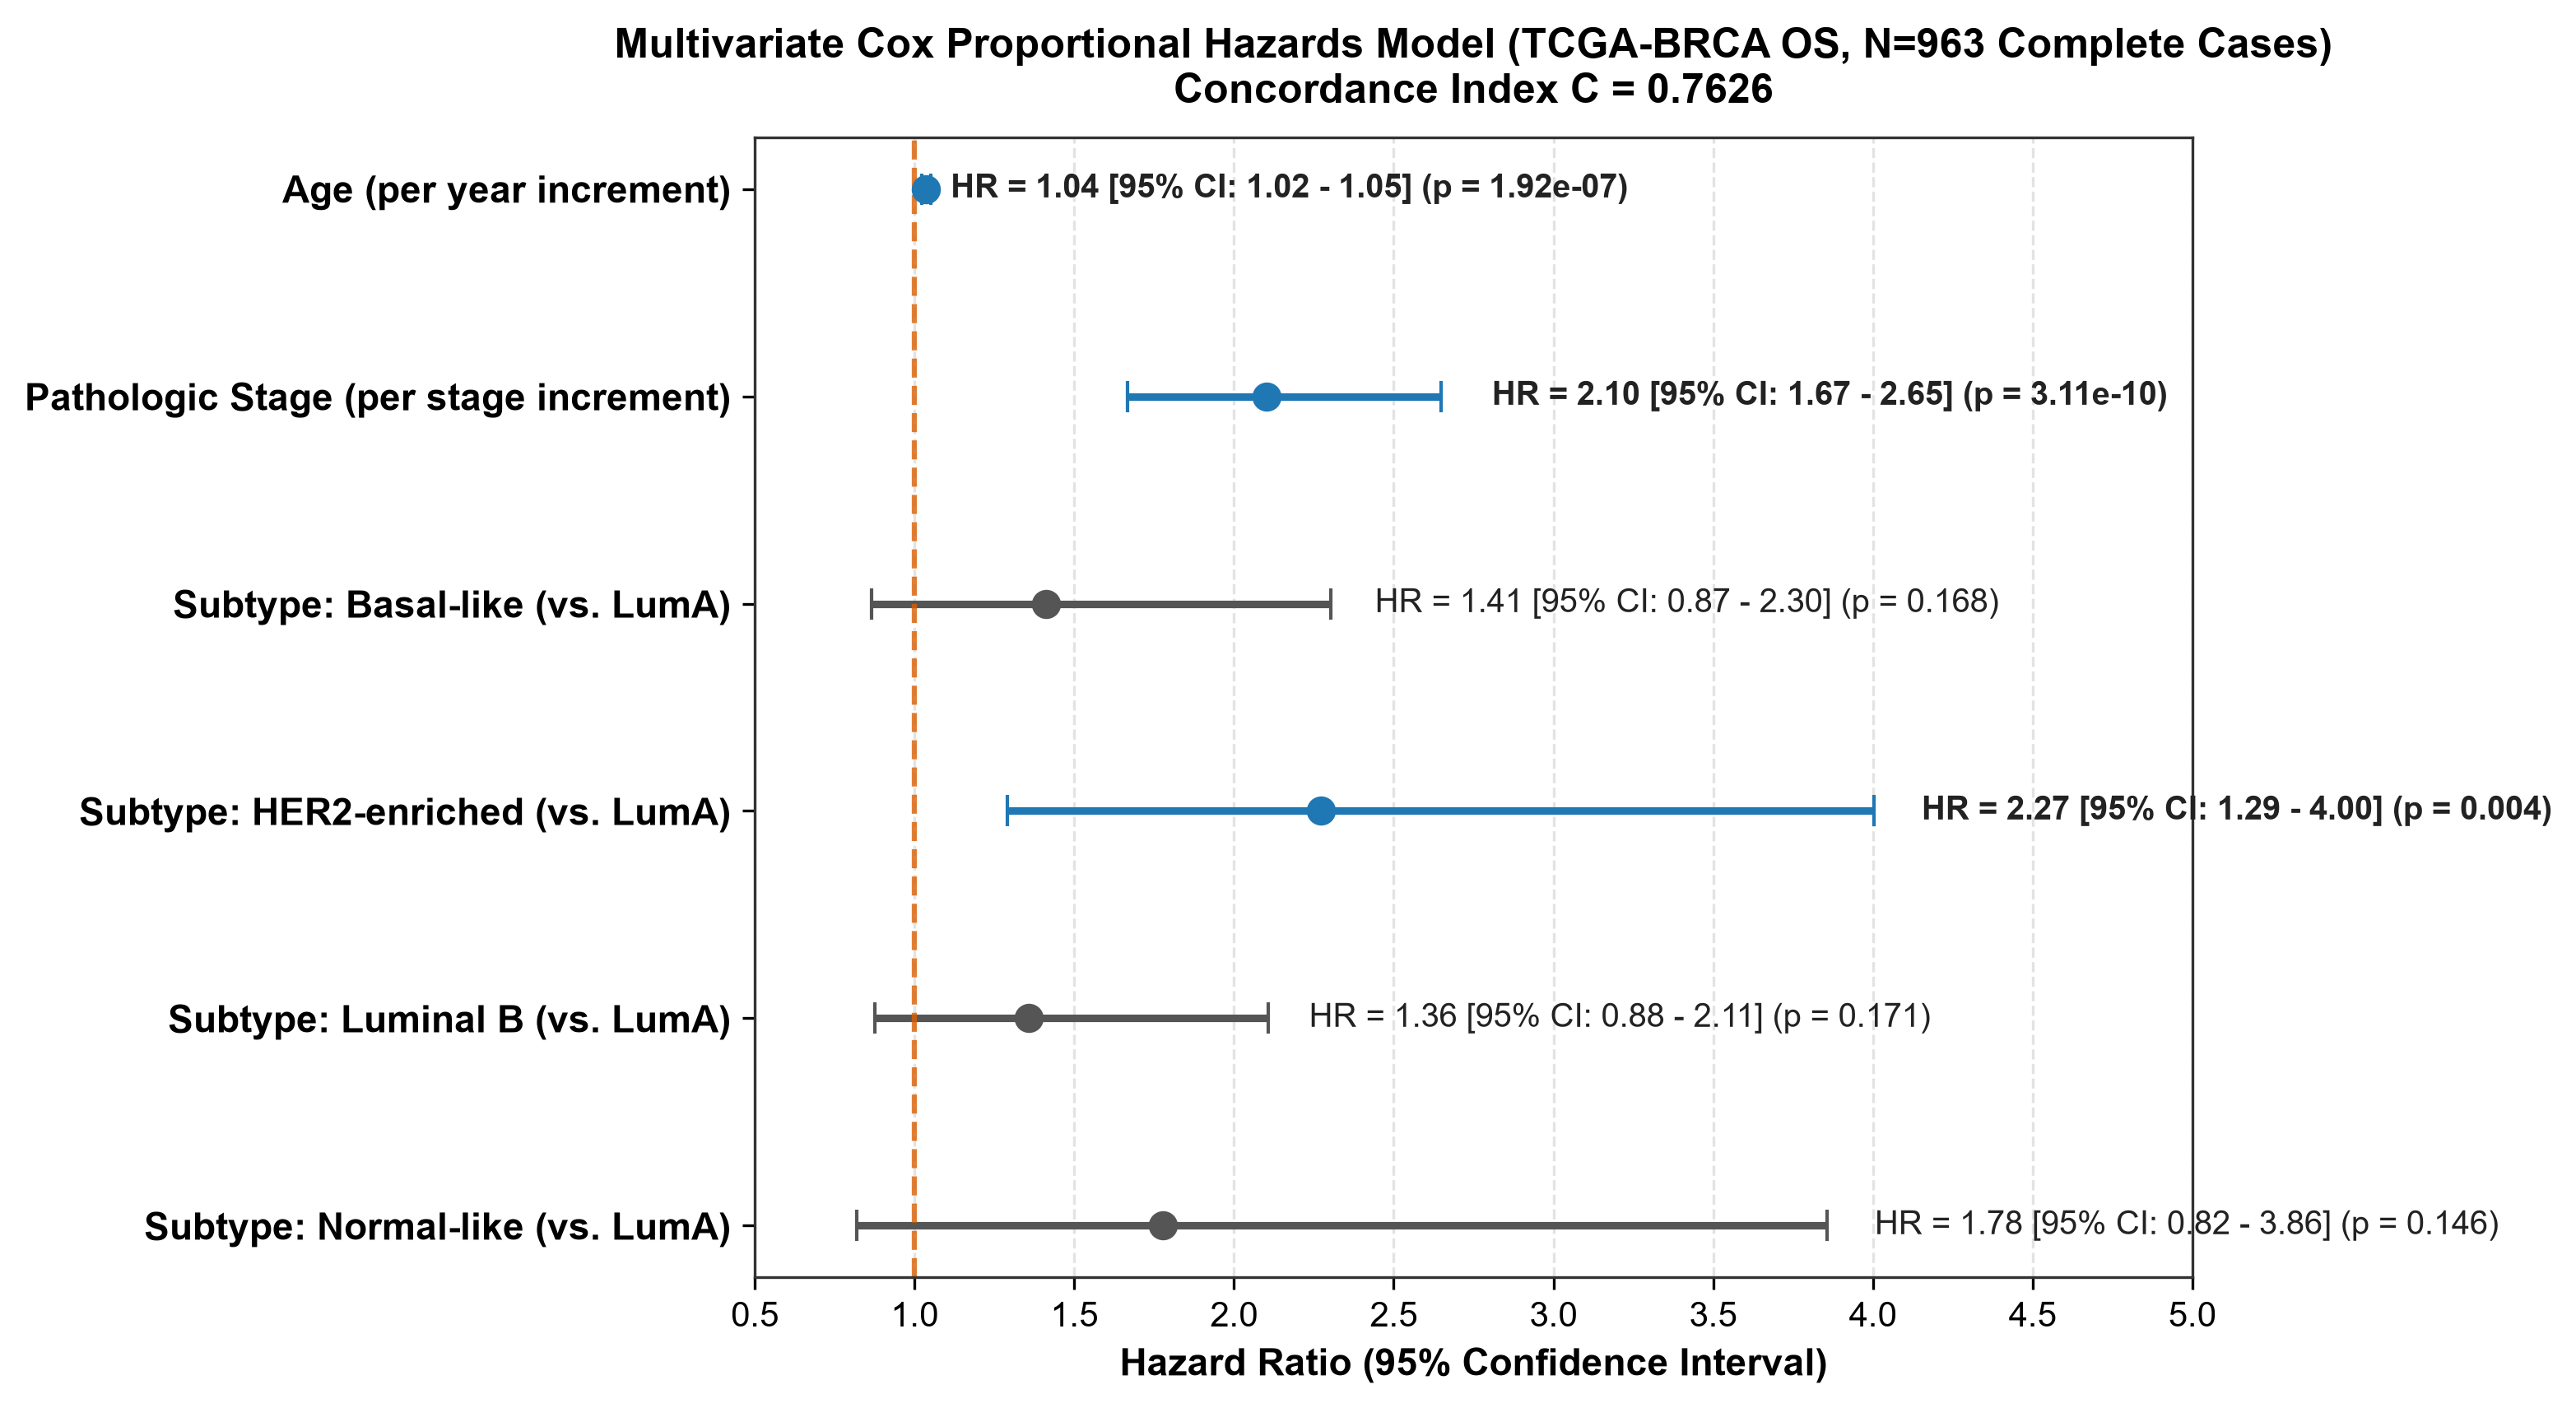 Multivariate Cox Proportional Hazards Model (TCGA-BRCA OS, N=963 Complete Cases)
Concordance Index C = 0.7626
Age (per year increment)
HR = 1.04 [95% CI: 1.02 - 1.05] (p = 1.92e-07)
Pathologic Stage (per stage increment)
HR = 2.10 [95% CI: 1.67 - 2.65] (p = 3.11e-10)
Subtype: Basal-like (vs. LumA)
HR = 1.41 [95% CI: 0.87 - 2.30] (p = 0.168)
Subtype: HER2-enriched (vs. LumA)
HR = 2.27 [95% CI: 1.29 - 4.00] (p = 0.004)
Subtype: Luminal B (vs. LumA)
HR = 1.36 [95% CI: 0.88 - 2.11] (p = 0.171)
Subtype: Normal-like (vs. LumA)
HR = 1.78 [95% CI: 0.82 - 3.86] (p = 0.146)
0.5 1.0 1.5 2.0 2.5 3.0 3.5 4.0 4.5 5.0
Hazard Ratio (95% Confidence Interval)